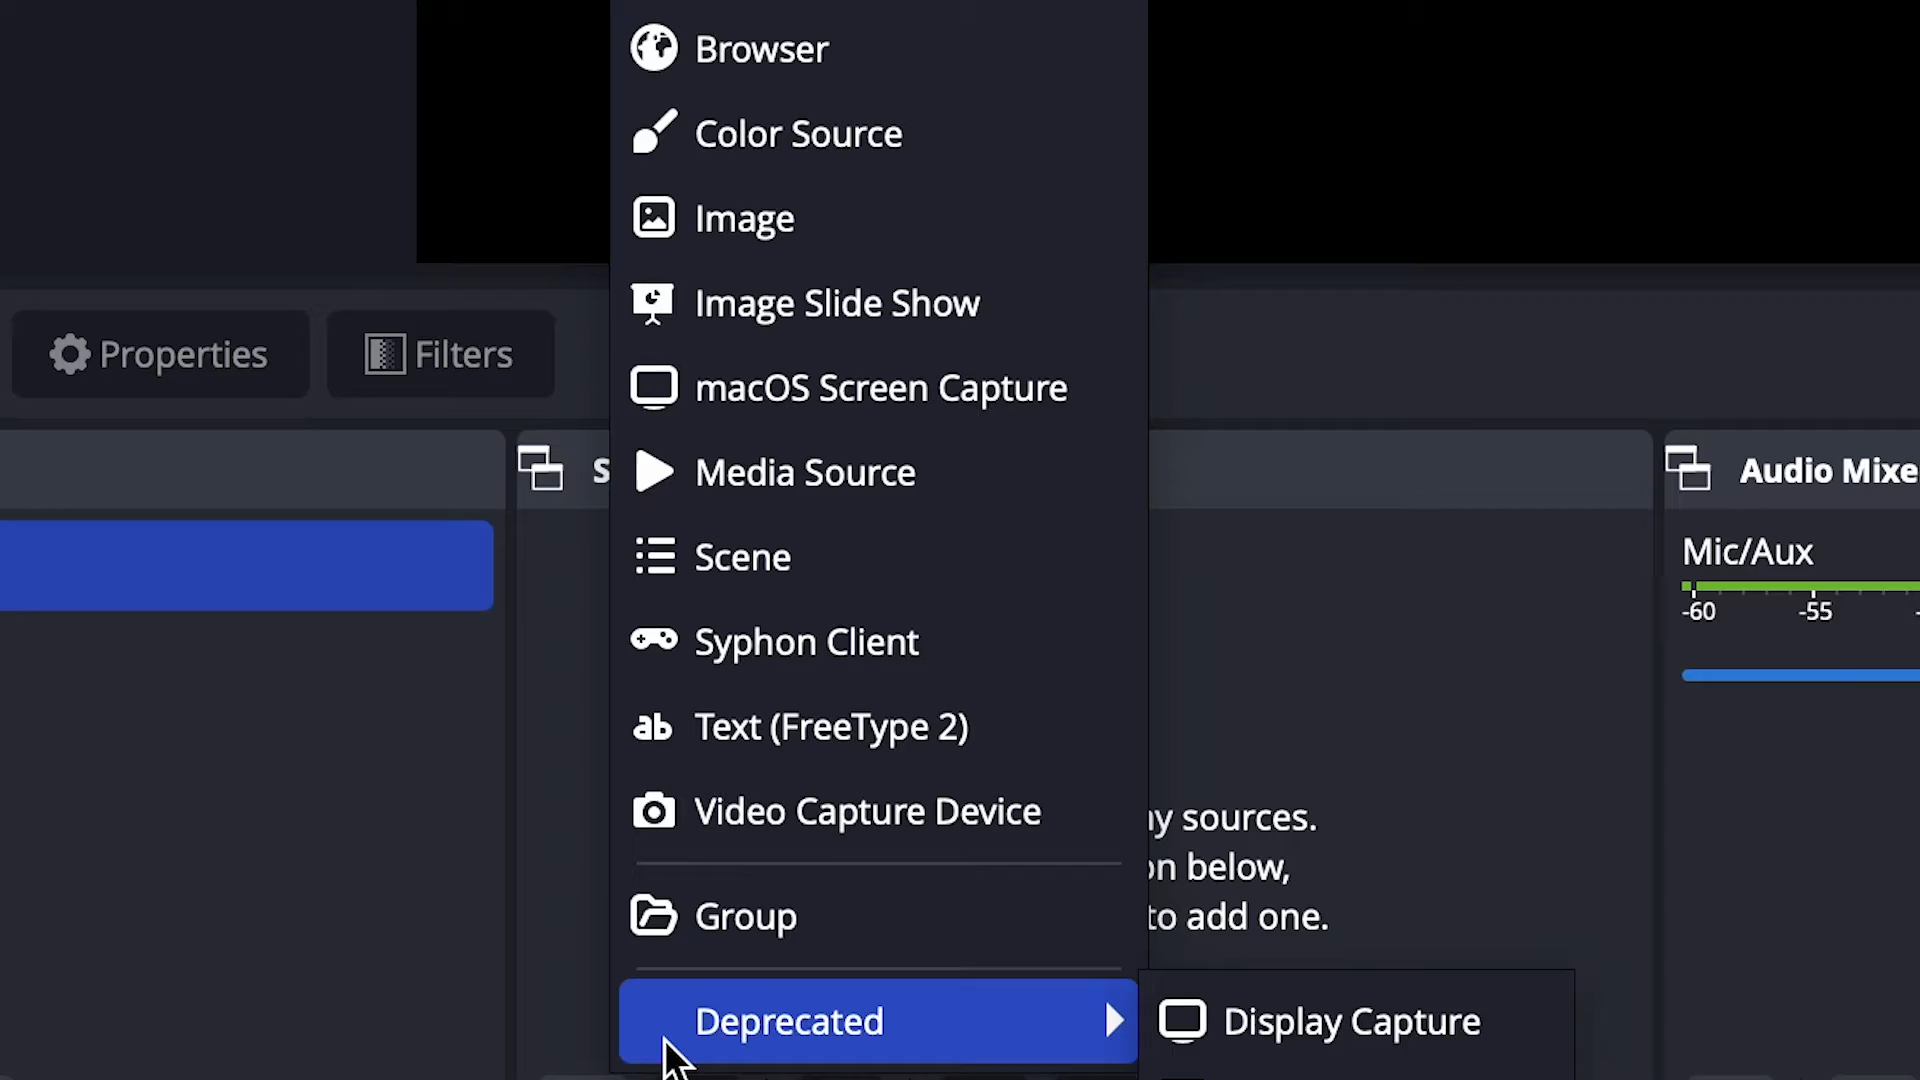 Browser
Color Source
Image
Image Slide Show
Properties
Filters
macOS Screen Capture
Audio Mixe
Media Source
Mic/Aux
Scene
-60 -55
Syphon Client
Text (FreeType 2)
Video Capture Device
sources.
below,
Group
to add one.
Deprecated
Display Capture